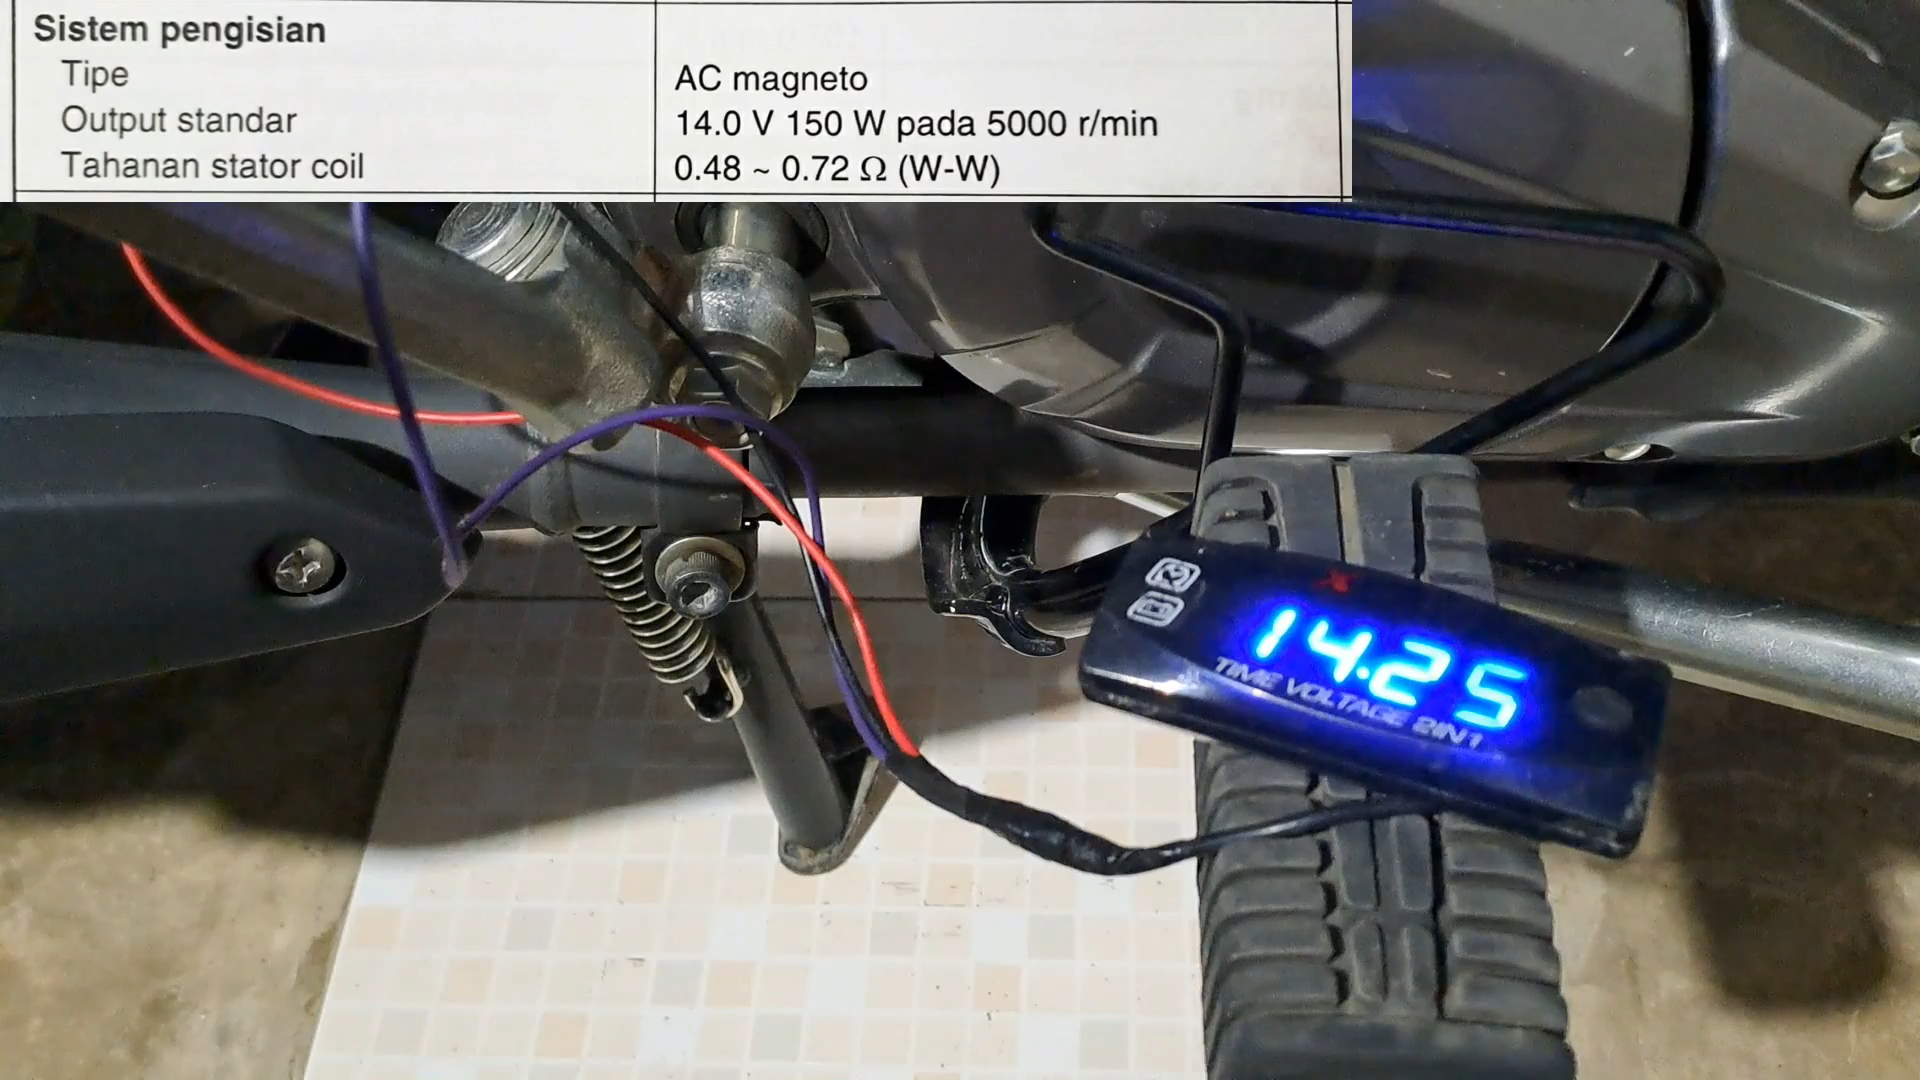 Sistem pengisian
Tipe AC magneto
Output standar 14.0 V 150 W pada 5000 r/min
Tahanan stator coil 0.48 ~ 0.72 Ω (W-W)
14.25
TIME VOLTAGE 2IN1